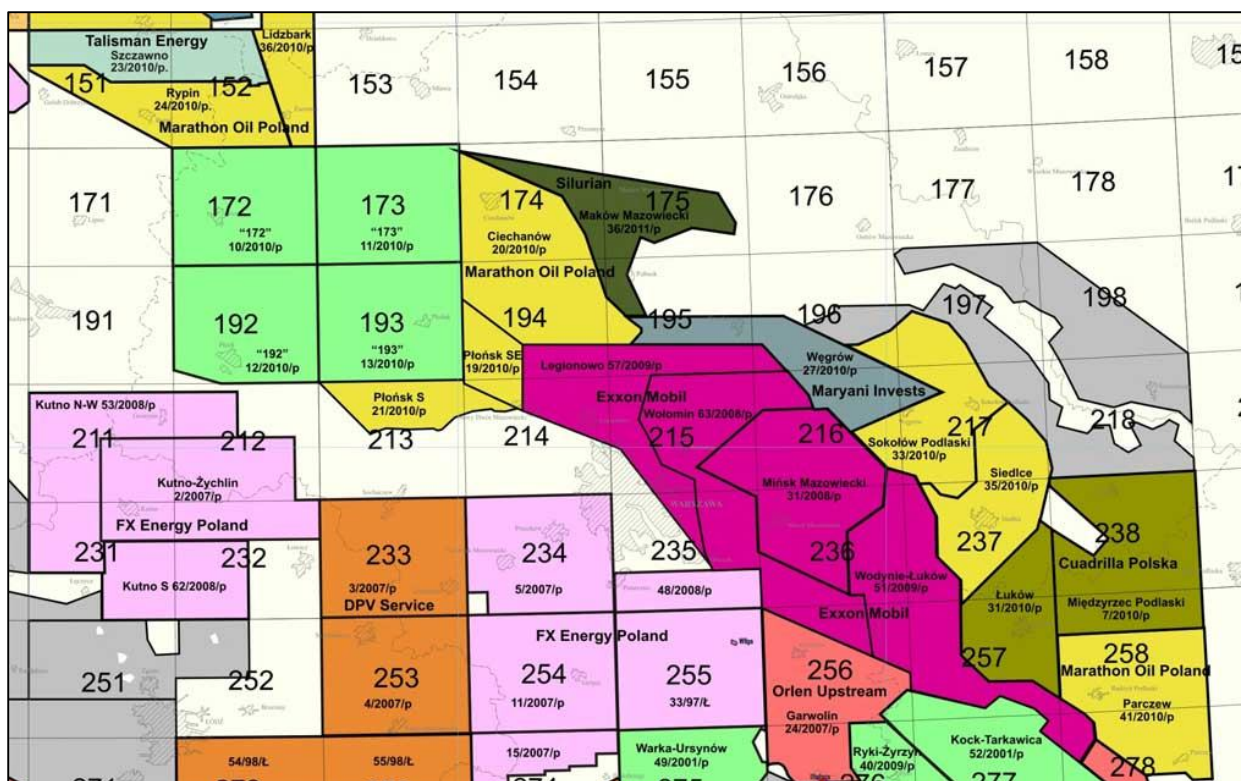 Talisman Energy
Szczawno
23/2010/p.
Lidzbark
36/2010/p
151
152
153
154
155
156
157
158
Rypin
24/2010/p.
Marathon Oil Poland
171
172
"172"
10/2010/p
173
"173"
11/2010/p
174
Ciechanów
20/2010/p
Silurian
175
Maków Mazowiecki
36/2011/p
176
177
178
Marathon Oil Poland
191
192
"192"
12/2010/p
193
"193"
13/2010/p
194
Płońsk SE
19/2010/p
195
196
197
198
Węgrów
27/2010/p
Maryani Invests
Legionowo 57/2009/p
Exxon Mobil
Wołomin 63/2008/p
Płońsk S
21/2010/p
Kutno N-W 53/2008/p
211
212
213
214
215
216
217
218
Sokołów Podlaski
33/2010/p
Siedlce
35/2010/p
Mińsk Mazowiecki
31/2008/p
Kutno-Żychlin
2/2007/p
FX Energy Poland
WARSZAWA
231
232
233
3/2007/p
DPV Service
234
5/2007/p
235
48/2008/p
236
237
238
Cuadrilla Polska
Kutno S 62/2008/p
Wodynie-Łuków
51/2009/p
Exxon Mobil
Łuków
31/2010/p
Międzyrzec Podlaski
7/2010/p
FX Energy Poland
Wilga
251
252
253
4/2007/p
254
11/2007/p
255
33/97/Ł
256
Orlen Upstream
Garwolin
24/2007/p
257
258
Marathon Oil Poland
Parczew
41/2010/p
ŁÓDŹ
54/98/Ł
55/98/Ł
15/2007/p
Warka-Ursynów
49/2001/p
Ryki-Żyrzyn
40/2009/p
Kock-Tarkawica
52/2001/p
277
278